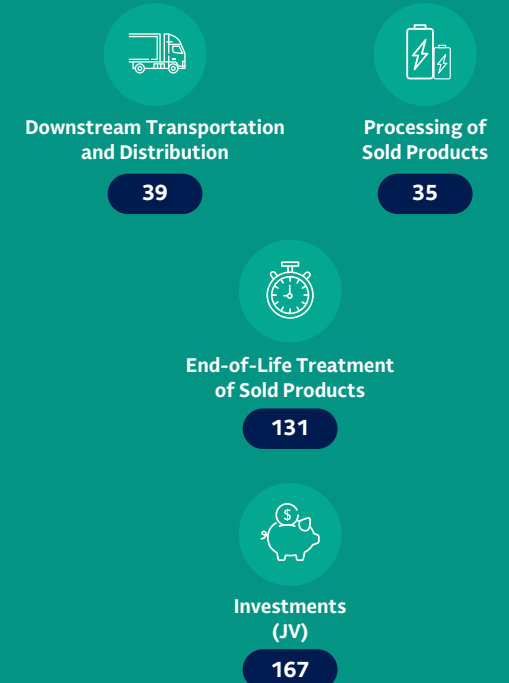 Downstream Transportation
and Distribution
39
Processing of
Sold Products
35
End-of-Life Treatment
of Sold Products
131
$
Investments
(JV)
167